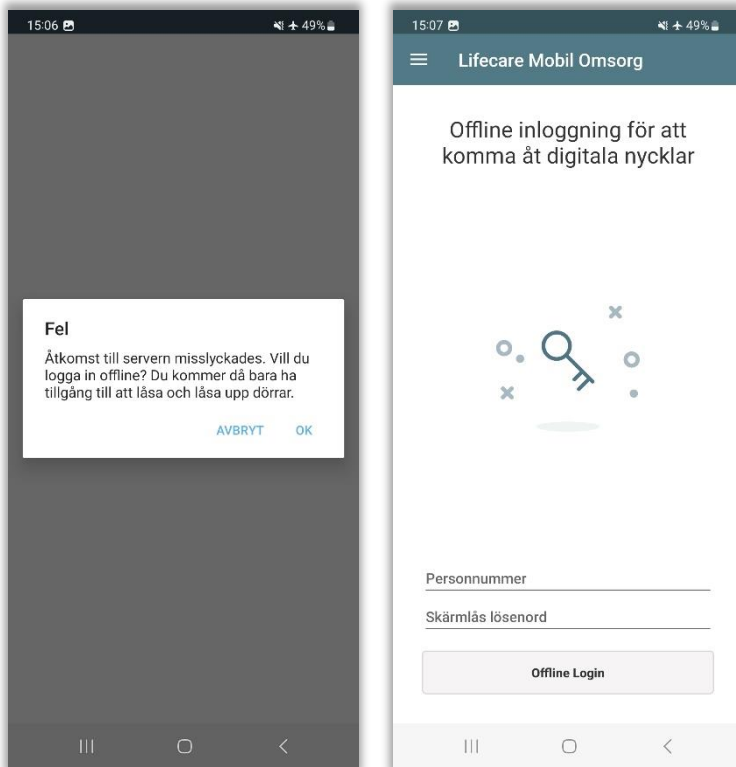 15:06 49%
Fel
Åtkomst till servern misslyckades. Vill du
logga in offline? Du kommer då bara ha
tillgång till att låsa och låsa upp dörrar.
AVBRYT OK
15:07 49%
Lifecare Mobil Omsorg
Offline inloggning för att
komma åt digitala nycklar
Personnummer
Skärmlås lösenord
Offline Login